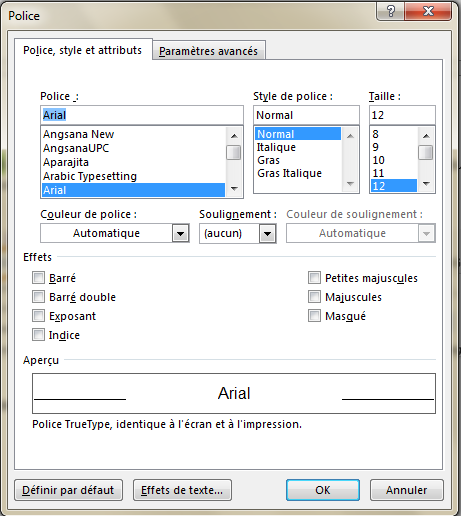 Police
Police, style et attributs
Paramètres avancés
Police : Style de police : Taille :
Arial Normal 12
Angsana New Normal 8
AngsanaUPC Italique 9
Aparajita Gras 10
Arabic Typesetting Gras Italique 11
Arial 12
Couleur de police : Soulignement : Couleur de soulignement :
Automatique (aucun) Automatique
Effets
Barré Petites majuscules
Barré double Majuscules
Exposant Masqué
Indice
Aperçu
Arial
Police TrueType, identique à l'écran et à l'impression.
Définir par défaut Effets de texte... OK Annuler